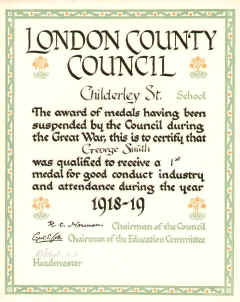 LONDON COUNTY
COUNCIL
Childerley St. School
The award of medals having been
suspended by the Council during
the Great War, this is to certify that
George Smith
was qualified to receive a 1st
medal for good conduct industry
and attendance during the year
1918-19
R. C. Norman Chairman of the Council
Chairman of the Education Committee
Headmaster